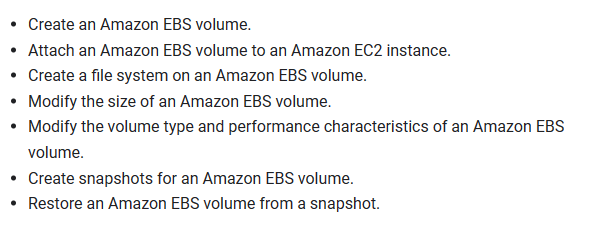 • Create an Amazon EBS volume.
• Attach an Amazon EBS volume to an Amazon EC2 instance.
• Create a file system on an Amazon EBS volume.
• Modify the size of an Amazon EBS volume.
• Modify the volume type and performance characteristics of an Amazon EBS
volume.
• Create snapshots for an Amazon EBS volume.
• Restore an Amazon EBS volume from a snapshot.